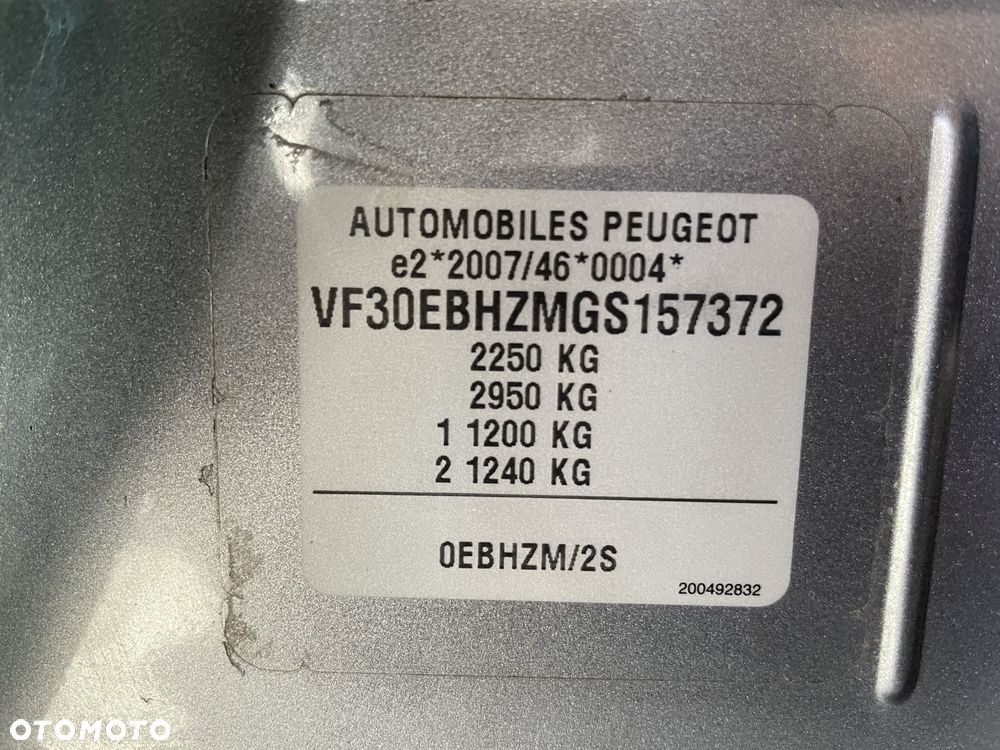 AUTOMOBILES PEUGEOT
e2*2007/46*0004*
VF30EBHZMGS157372
2250 KG
2950 KG
1 1200 KG
2 1240 KG
0EBHZM/2S
200492832
OTOMOTO